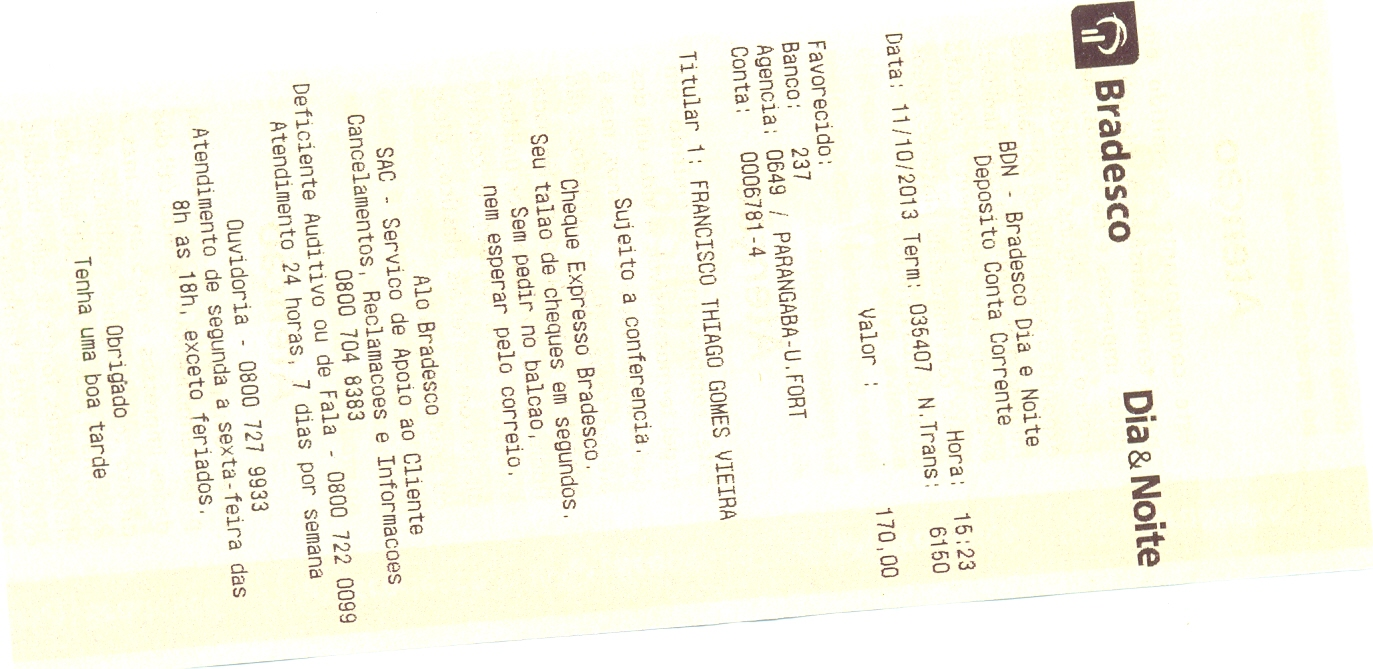 Bradesco Dia & Noite
BDN - Bradesco Dia e Noite
Deposito Conta Corrente
Hora: 15:23
Data: 11/10/2013 Term: 035407 N.Trans: 6150
Valor : 170,00
Favorecido:
Banco: 237
Agencia: 0649 / PARANGABA-U.FORT
Conta: 0006781-4
Titular 1: FRANCISCO THIAGO GOMES VIEIRA
Sujeito a conferencia.
Cheque Expresso Bradesco.
Seu talao de cheques em segundos.
Sem pedir no balcao,
nem esperar pelo correio.
Alo Bradesco
SAC - Servico de Apoio ao Cliente
Cancelamentos, Reclamacoes e Informacoes
0800 704 8383
Deficiente Auditivo ou de Fala - 0800 722 0099
Atendimento 24 horas, 7 dias por semana
Ouvidoria - 0800 727 9933
Atendimento de segunda a sexta-feira das
8h as 18h, exceto feriados.
Obrigado
Tenha uma boa tarde